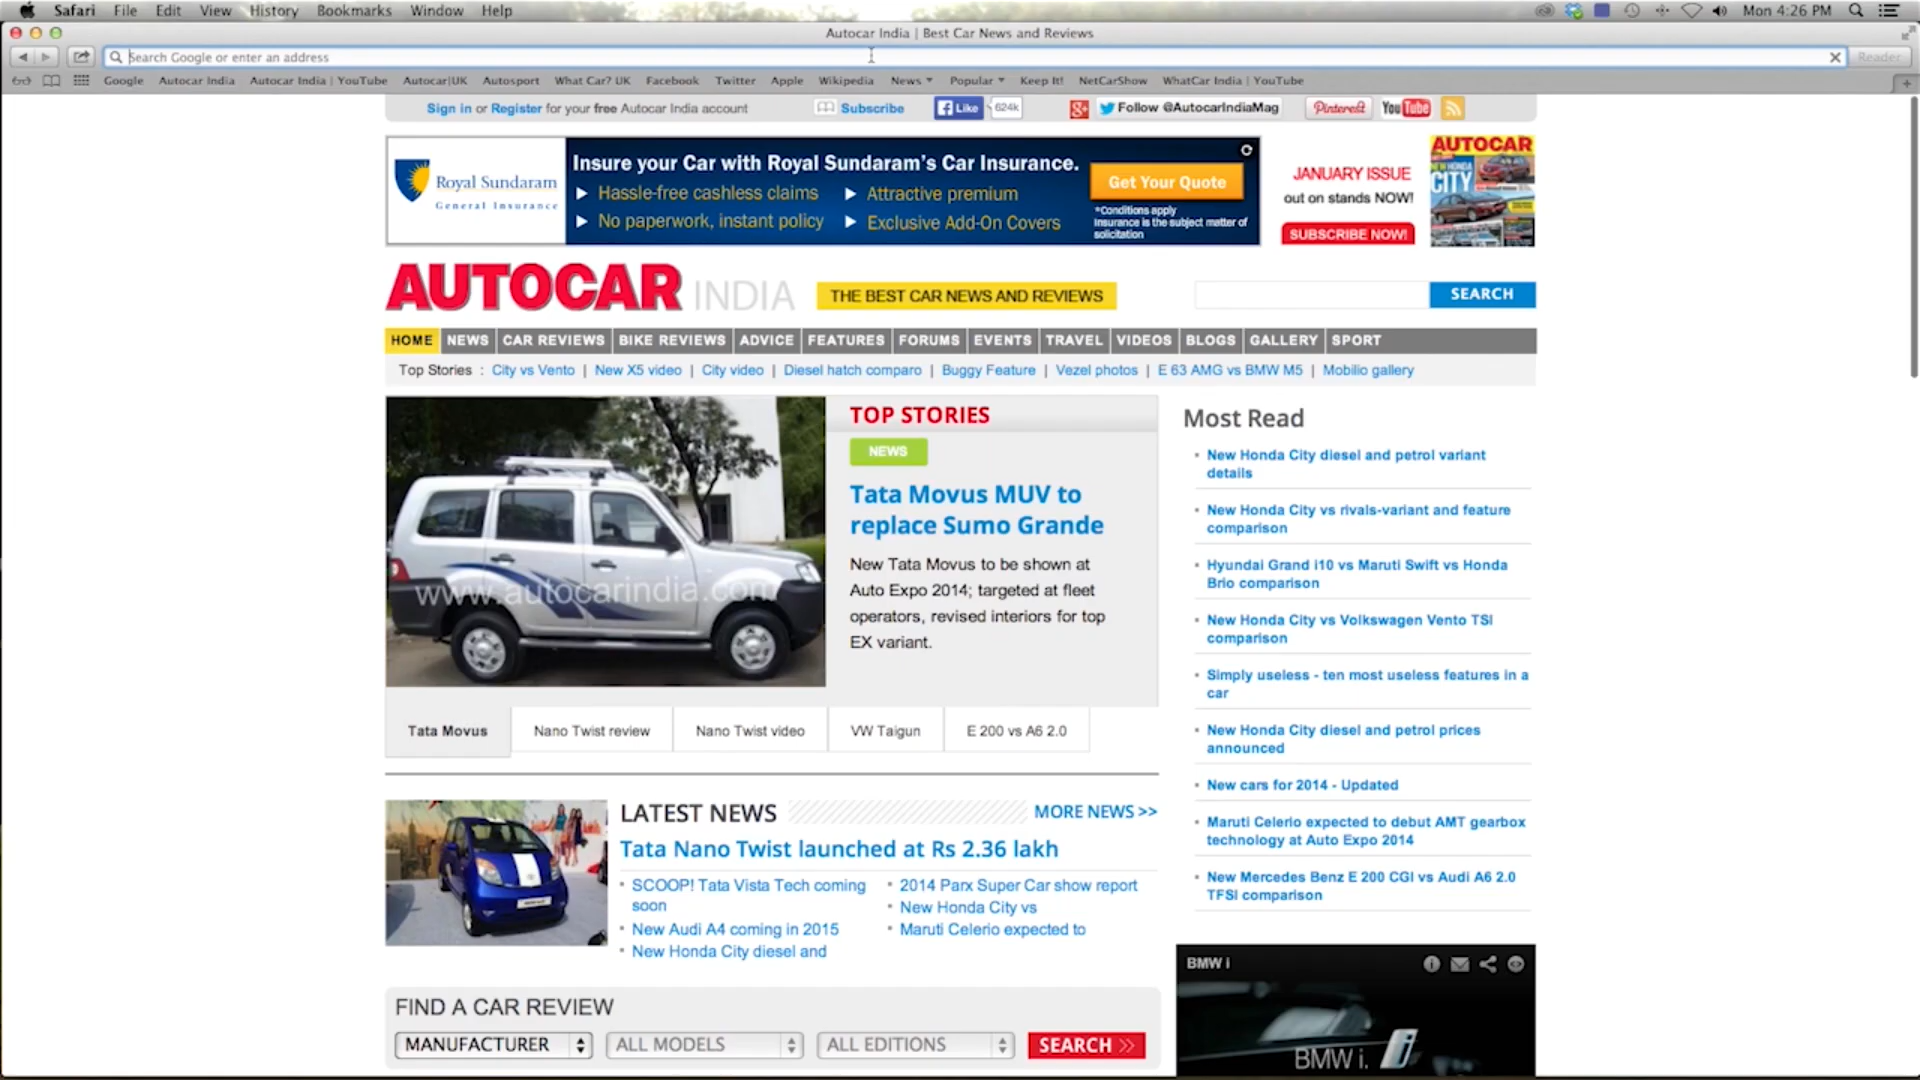 Safari File Edit View History Bookmarks Window Help Mon 4:26 PM
Autocar India | Best Car News and Reviews
Search Google or enter an address Reader
Google Autocar India Autocar India | YouTube Autocar|UK Autosport What Car? UK Facebook Twitter Apple Wikipedia News Popular Keep It! NetCarShow WhatCar India | YouTube
Sign in or Register for your free Autocar India account Subscribe Like 624k Follow @AutocarIndiaMag Pinterest YouTube
Royal Sundaram
General Insurance
Insure your Car with Royal Sundaram's Car Insurance.
Hassle-free cashless claims Attractive premium
No paperwork, instant policy Exclusive Add-On Covers
Get Your Quote
*Conditions apply
Insurance is the subject matter of
solicitation
JANUARY ISSUE
out on stands NOW!
SUBSCRIBE NOW!
AUTOCAR
NEW HONDA
CITY
AUTOCAR INDIA
THE BEST CAR NEWS AND REVIEWS
SEARCH
HOME NEWS CAR REVIEWS BIKE REVIEWS ADVICE FEATURES FORUMS EVENTS TRAVEL VIDEOS BLOGS GALLERY SPORT
Top Stories : City vs Vento | New X5 video | City video | Diesel hatch comparo | Buggy Feature | Vezel photos | E 63 AMG vs BMW M5 | Mobilio gallery
www.autocarindia.com
TOP STORIES
NEWS
Tata Movus MUV to
replace Sumo Grande
New Tata Movus to be shown at
Auto Expo 2014; targeted at fleet
operators, revised interiors for top
EX variant.
Tata Movus Nano Twist review Nano Twist video VW Taigun E 200 vs A6 2.0
Most Read
New Honda City diesel and petrol variant
details
New Honda City vs rivals-variant and feature
comparison
Hyundai Grand i10 vs Maruti Swift vs Honda
Brio comparison
New Honda City vs Volkswagen Vento TSI
comparison
Simply useless - ten most useless features in a
car
New Honda City diesel and petrol prices
announced
New cars for 2014 - Updated
Maruti Celerio expected to debut AMT gearbox
technology at Auto Expo 2014
New Mercedes Benz E 200 CGI vs Audi A6 2.0
TFSI comparison
LATEST NEWS MORE NEWS >>
Tata Nano Twist launched at Rs 2.36 lakh
SCOOP! Tata Vista Tech coming
soon
New Audi A4 coming in 2015
New Honda City diesel and
2014 Parx Super Car show report
New Honda City vs
Maruti Celerio expected to
FIND A CAR REVIEW
MANUFACTURER ALL MODELS ALL EDITIONS SEARCH >>
BMW i
BMW i.